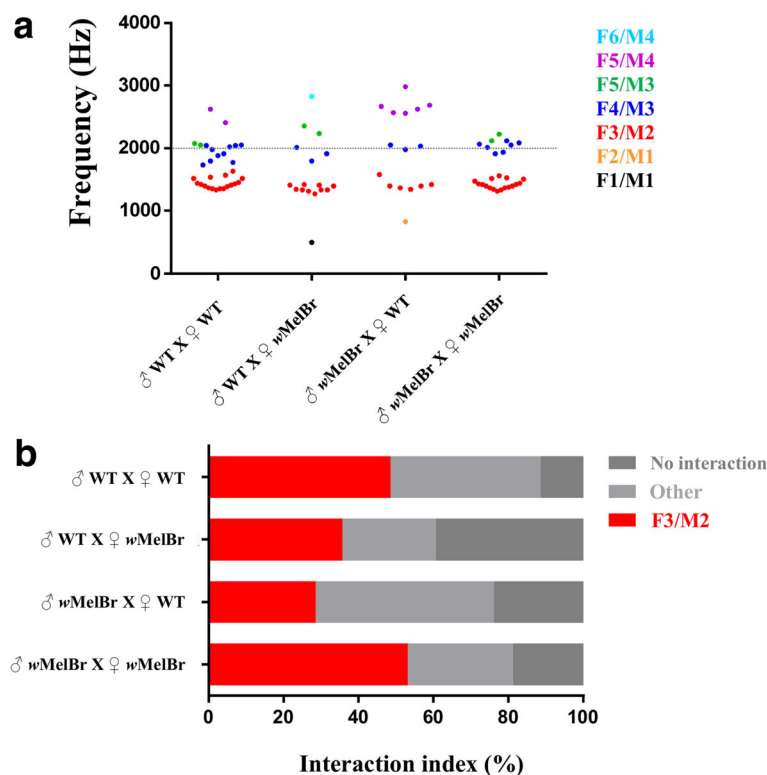 a
Frequency (Hz)
4000
3000
2000
1000
0
♂ WT X ♀ WT
♂ WT X ♀ wMelBr
♂ wMelBr X ♀ WT
♂ wMelBr X ♀ wMelBr
F6/M4
F5/M4
F5/M3
F4/M3
F3/M2
F2/M1
F1/M1
b
♂ WT X ♀ WT
♂ WT X ♀ wMelBr
♂ wMelBr X ♀ WT
♂ wMelBr X ♀ wMelBr
0 20 40 60 80 100
Interaction index (%)
No interaction
Other
F3/M2